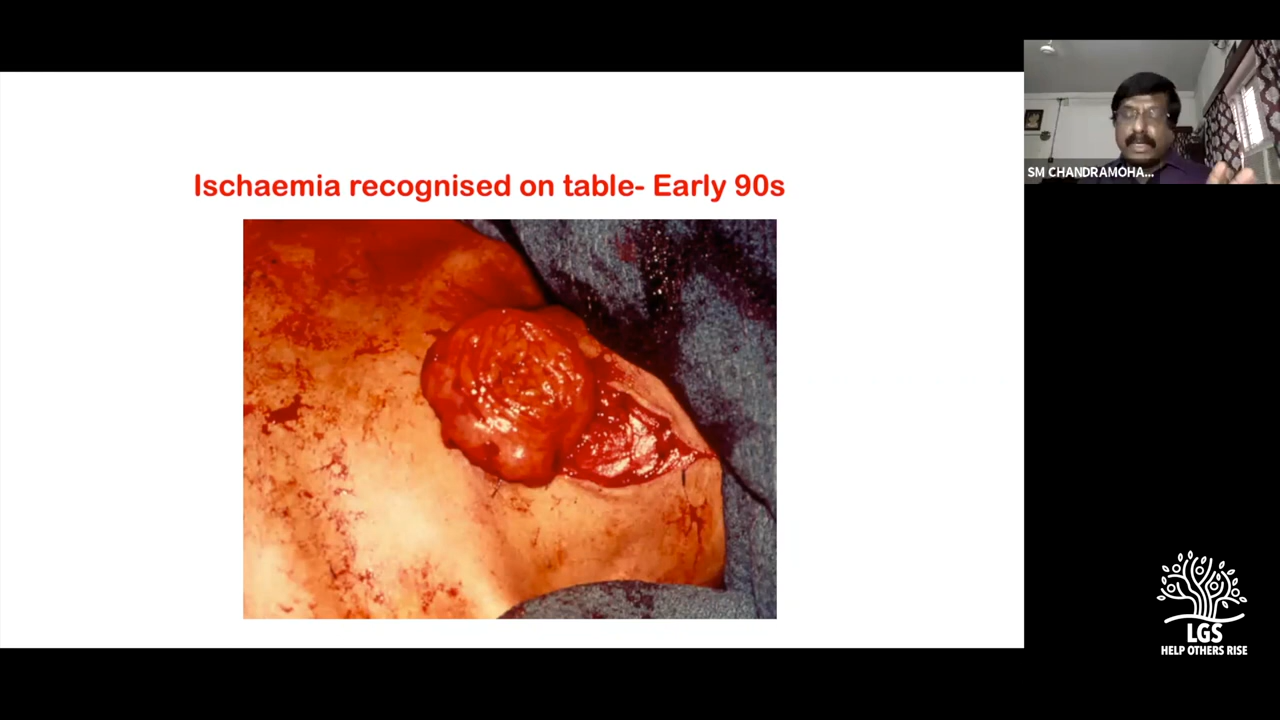 Ischaemia recognised on table- Early 90s
SM CHANDRAMOHA...
LGS
HELP OTHERS RISE